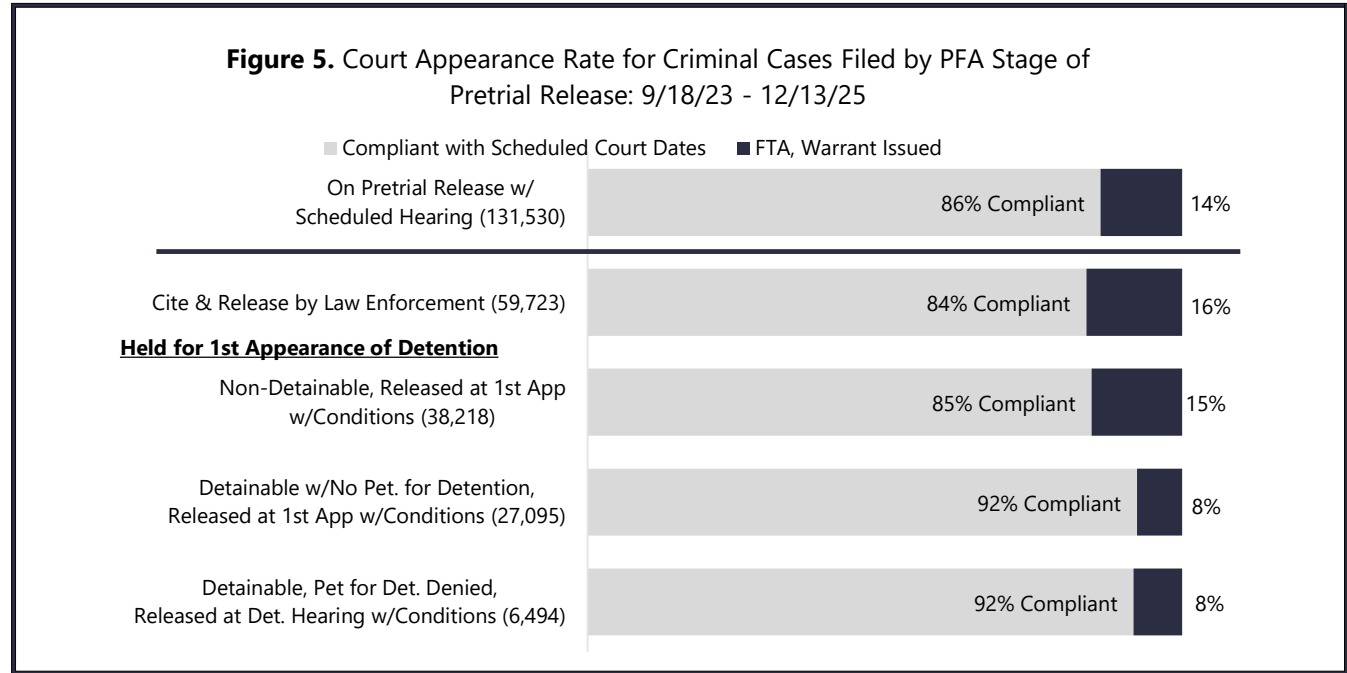 Figure 5. Court Appearance Rate for Criminal Cases Filed by PFA Stage of
Pretrial Release: 9/18/23 - 12/13/25
Compliant with Scheduled Court Dates FTA, Warrant Issued
On Pretrial Release w/
Scheduled Hearing (131,530)
86% Compliant
14%
Cite & Release by Law Enforcement (59,723)
84% Compliant
16%
Held for 1st Appearance of Detention
Non-Detainable, Released at 1st App
w/Conditions (38,218)
85% Compliant
15%
Detainable w/No Pet. for Detention,
Released at 1st App w/Conditions (27,095)
92% Compliant
8%
Detainable, Pet for Det. Denied,
Released at Det. Hearing w/Conditions (6,494)
92% Compliant
8%